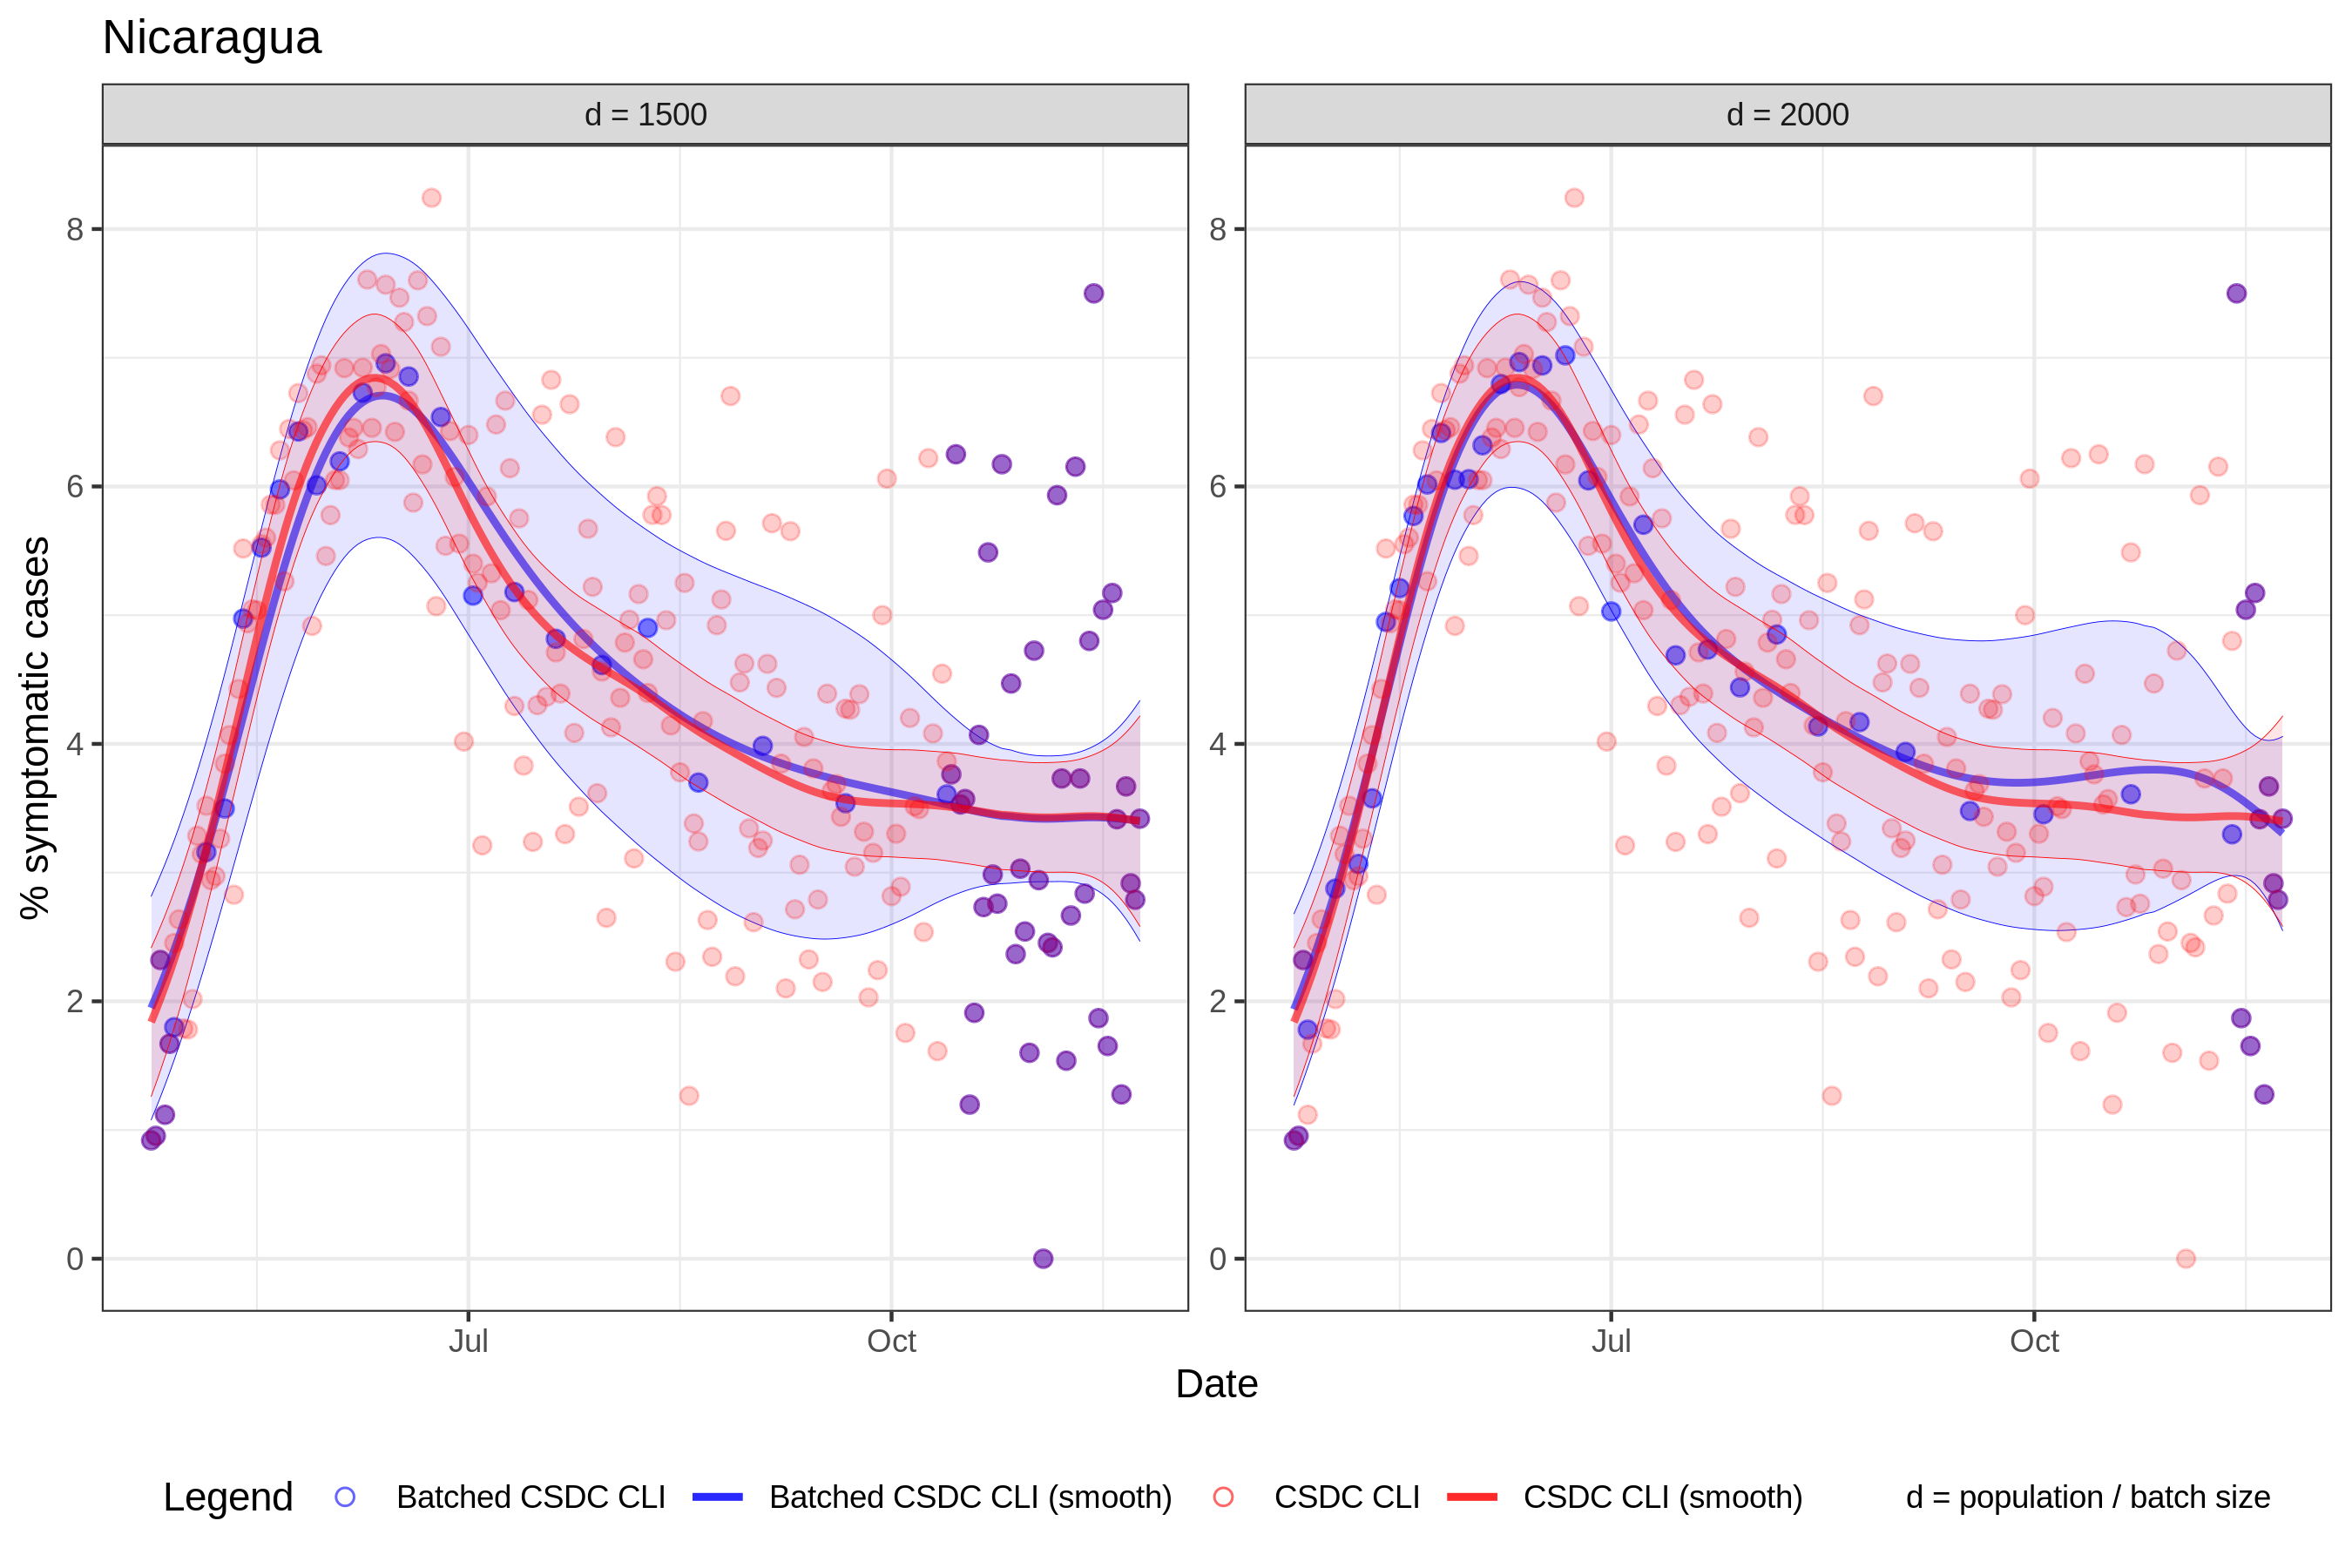 Nicaragua
d = 1500
d = 2000
% symptomatic cases
8
6
4
2
0
8
6
4
2
0
Jul
Oct
Jul
Oct
Date
Legend
Batched CSDC CLI
Batched CSDC CLI (smooth)
CSDC CLI
CSDC CLI (smooth)
d = population / batch size